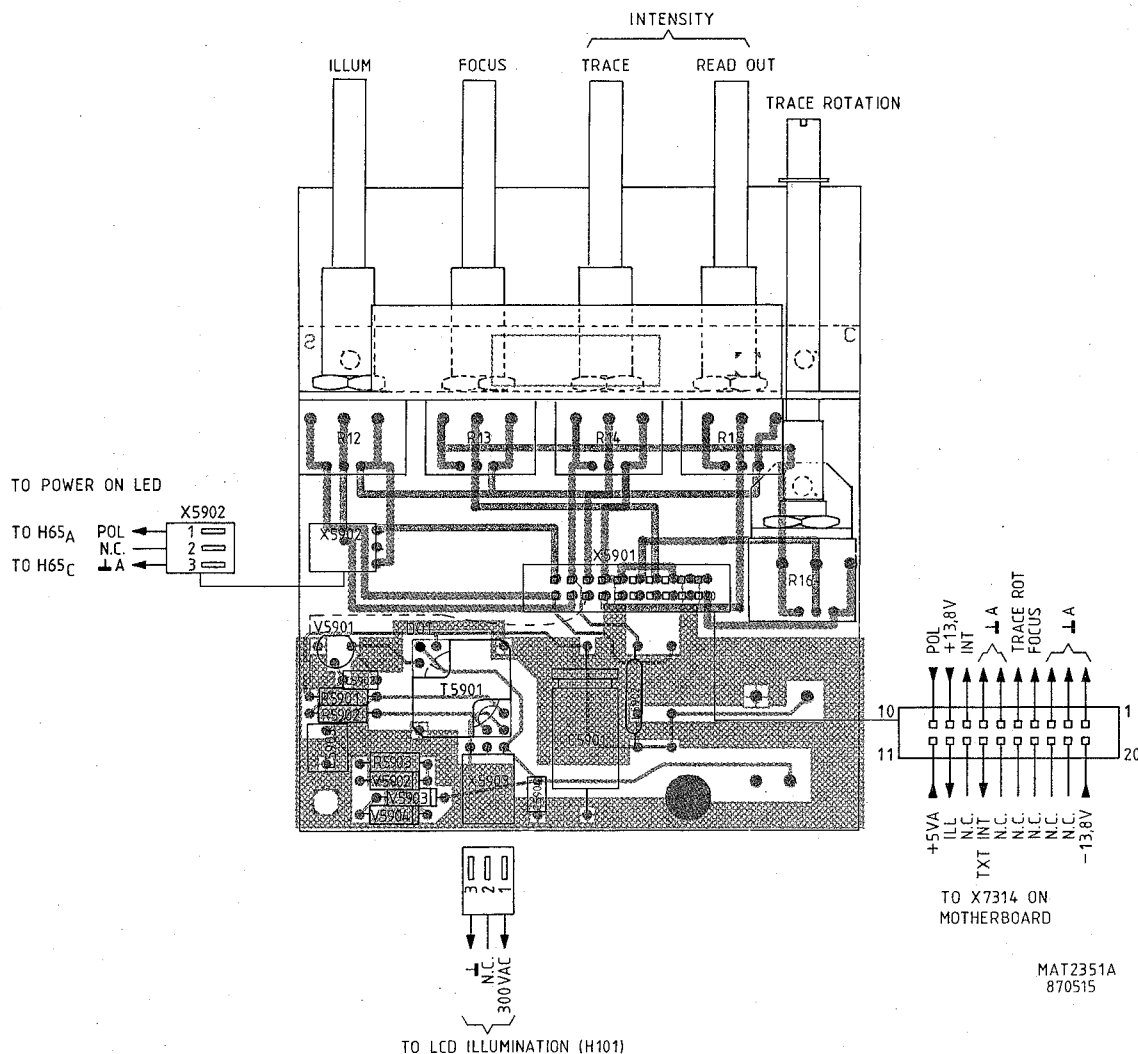 INTENSITY
ILLUM
FOCUS
TRACE
READ OUT
TRACE ROTATION
S
C
R12
R13
R14
TO POWER ON LED
X5902
TO H65A POL 1
N.C. 2
TO H65C ⊥ A 3
X5902
X5901
R16
V5901
T5901
R5901
R5902
R5903
V5902
V5903
V5904
X5903
POL
+13,8V
INT
⊥ A
TRACE ROT
FOCUS
⊥ A
10
1
11
20
+5VA
ILL
N.C.
TXT INT
N.C.
N.C.
N.C.
N.C.
N.C.
-13,8V
TO X7314 ON
MOTHERBOARD
3 2 1
⊥
N.C.
300VAC
TO LCD ILLUMINATION (H101)
MAT2351A
870515